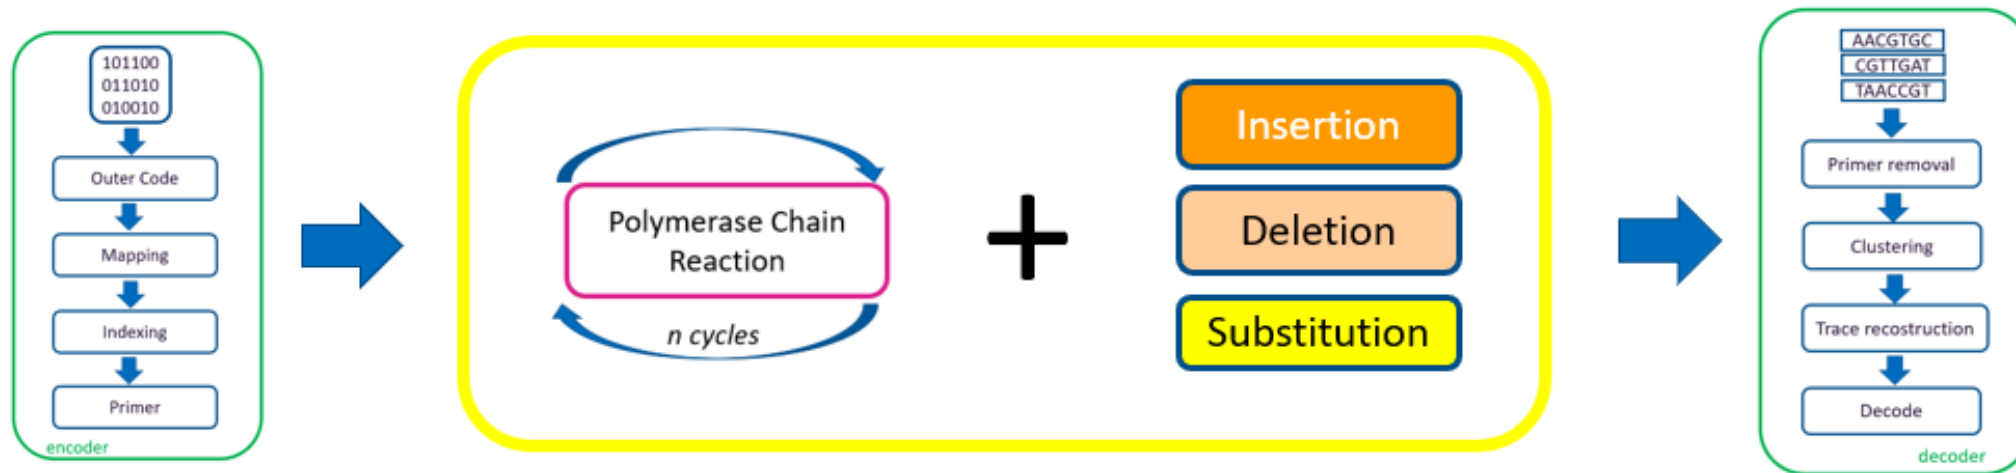 101100
011010
010010
Outer Code
Mapping
Indexing
Primer
encoder
Polymerase Chain
Reaction
n cycles
+
Insertion
Deletion
Substitution
AACGTGC
CGTTGAT
TAACCGT
Primer removal
Clustering
Trace recostruction
Decode
decoder